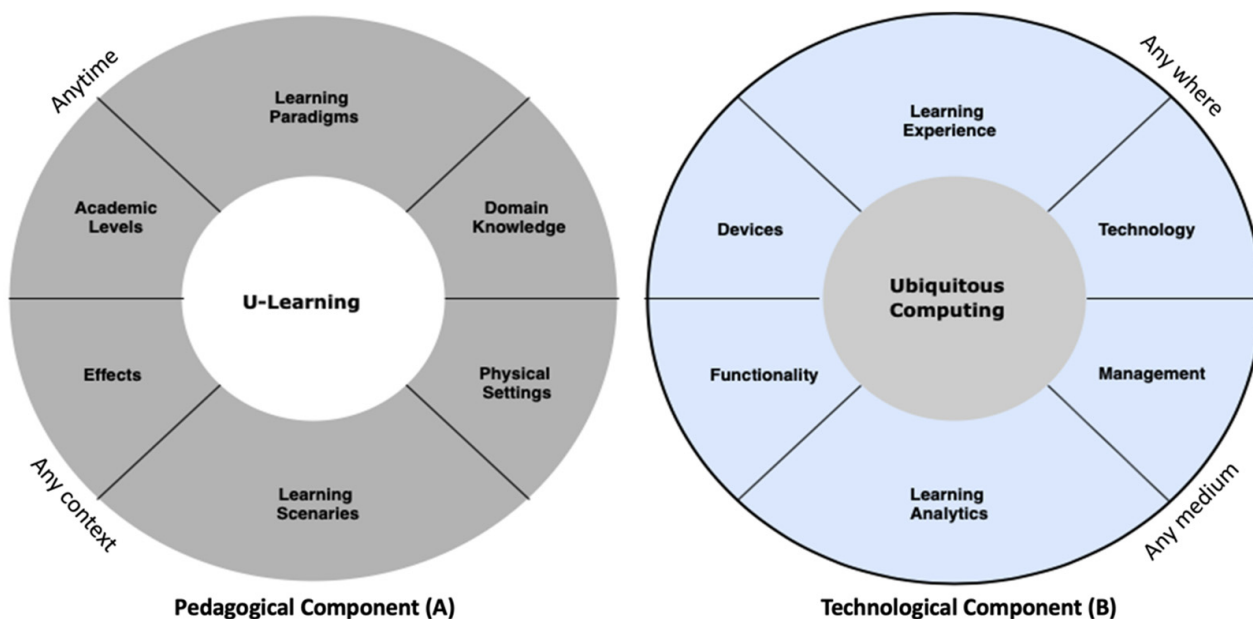 Anytime
Learning
Paradigms
Academic
Levels
Domain
Knowledge
U-Learning
Effects
Physical
Settings
Learning
Scenaries
Any context
Pedagogical Component (A)
Any where
Learning
Experience
Devices
Technology
Ubiquitous
Computing
Functionality
Management
Learning
Analytics
Any medium
Technological Component (B)